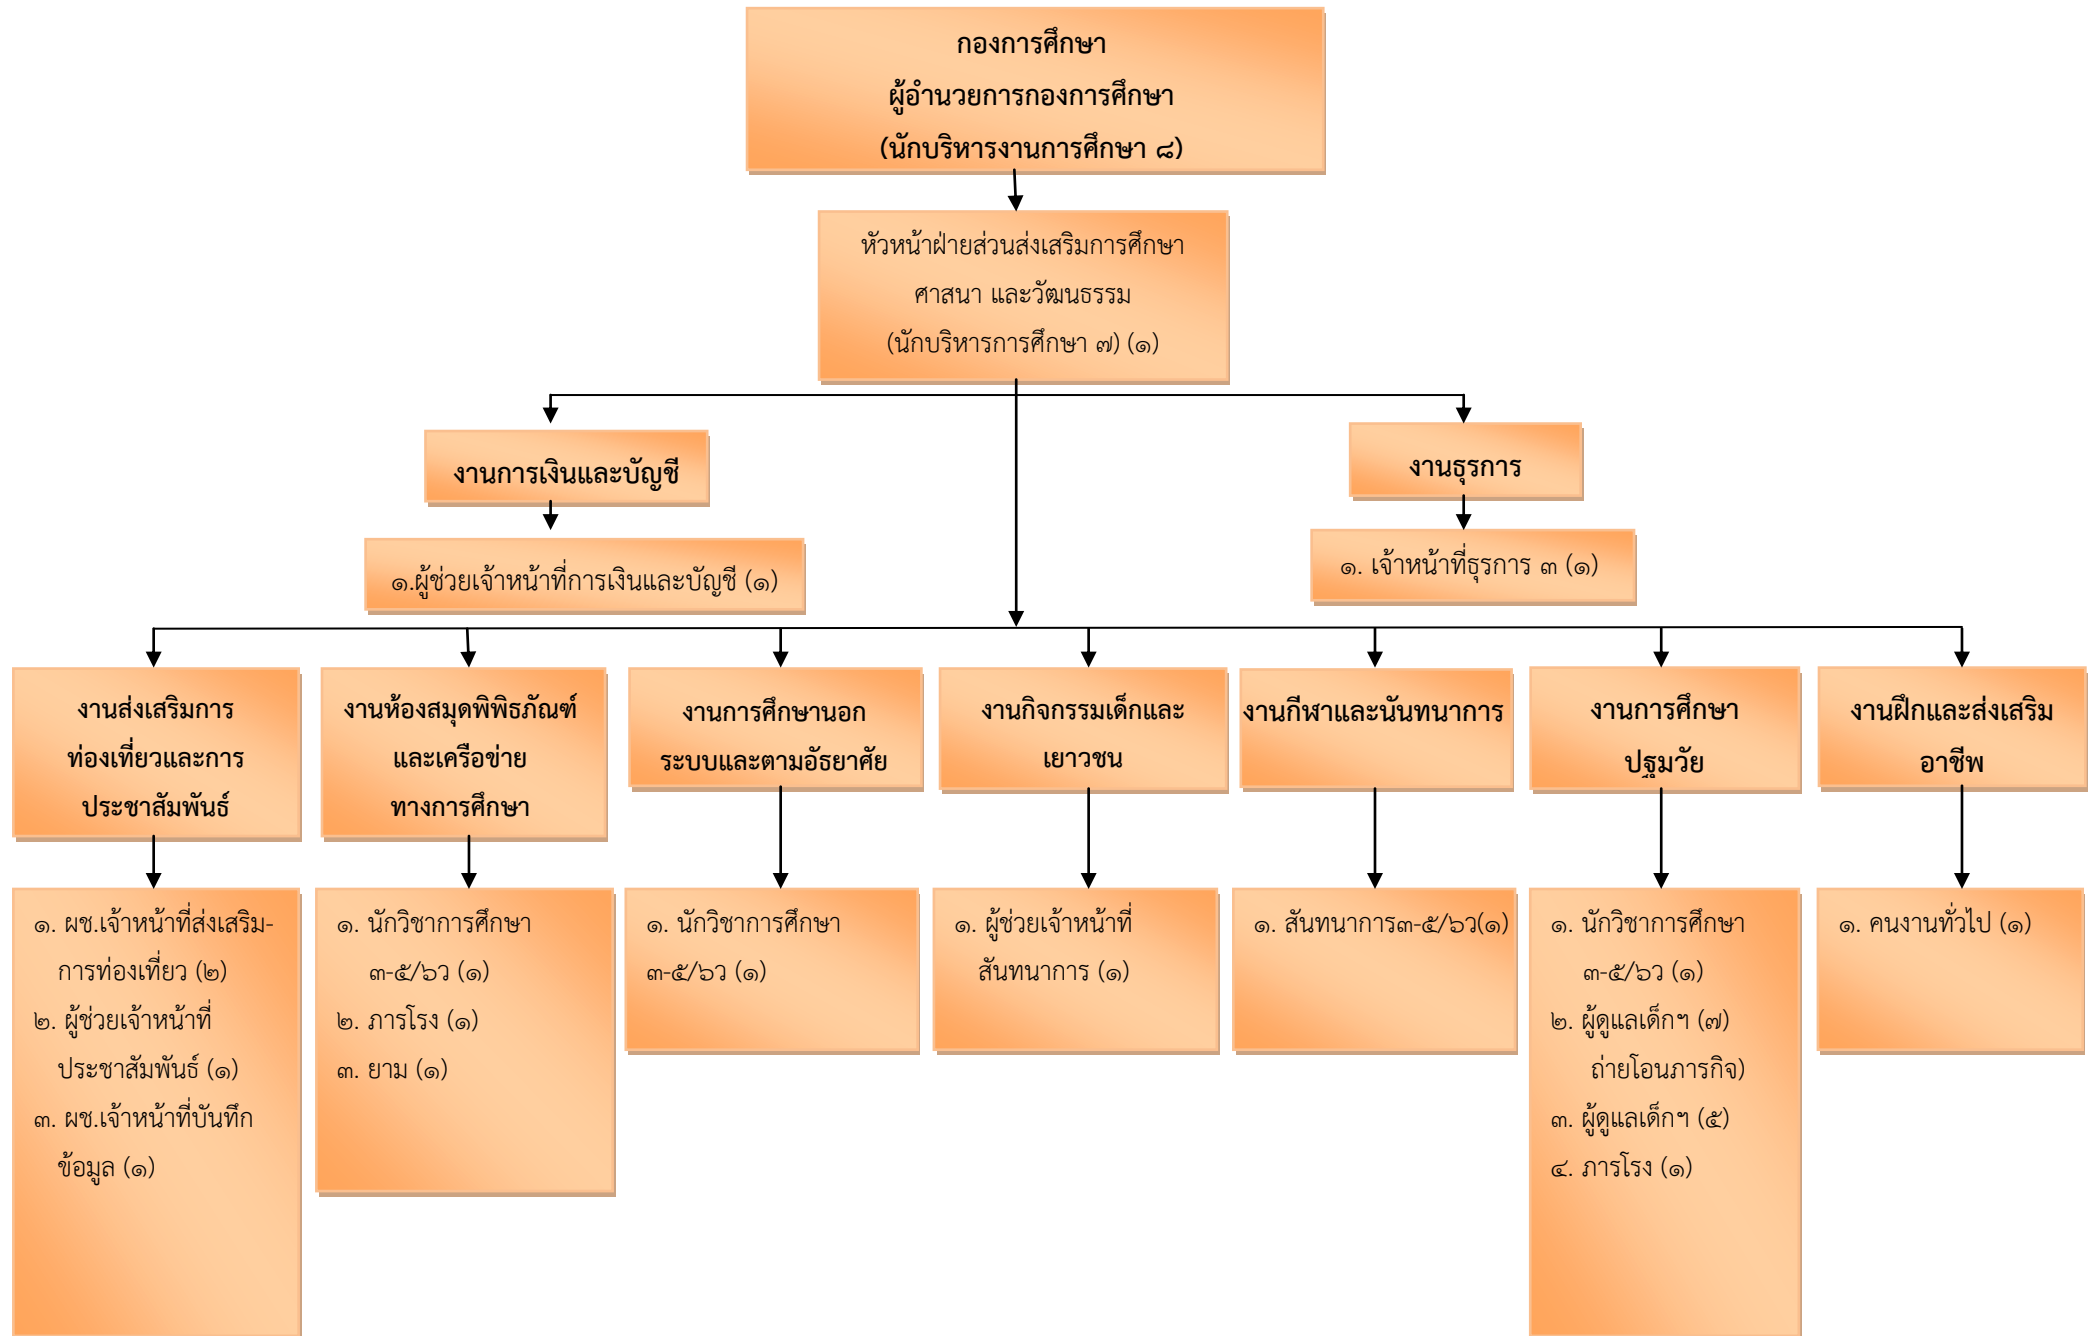 กองการศึกษา
ผู้อำนวยการกองการศึกษา
(นักบริหารงานการศึกษา ๘)
หัวหน้าฝ่ายส่วนส่งเสริมการศึกษา
ศาสนา และวัฒนธรรม
(นักบริหารการศึกษา ๗) (๑)
งานการเงินและบัญชี
๑.ผู้ช่วยเจ้าหน้าที่การเงินและบัญชี (๑)
งานธุรการ
๑. เจ้าหน้าที่ธุรการ ๓ (๑)
งานส่งเสริมการ
ท่องเที่ยวและการ
ประชาสัมพันธ์
งานห้องสมุดพิพิธภัณฑ์
และเครือข่าย
ทางการศึกษา
งานการศึกษานอก
ระบบและตามอัธยาศัย
งานกิจกรรมเด็กและ
เยาวชน
งานกีฬาและนันทนาการ
งานการศึกษา
ปฐมวัย
งานฝึกและส่งเสริม
อาชีพ
๑. ผช.เจ้าหน้าที่ส่งเสริม-
การท่องเที่ยว (๒)
๒. ผู้ช่วยเจ้าหน้าที่
ประชาสัมพันธ์ (๑)
๓. ผช.เจ้าหน้าที่บันทึก
ข้อมูล (๑)
๑. นักวิชาการศึกษา
๓-๕/๖ว (๑)
๒. ภารโรง (๑)
๓. ยาม (๑)
๑. นักวิชาการศึกษา
๓-๕/๖ว (๑)
๑. ผู้ช่วยเจ้าหน้าที่
สันทนาการ (๑)
๑. สันทนาการ๓-๕/๖ว(๑)
๑. นักวิชาการศึกษา
๓-๕/๖ว (๑)
๒. ผู้ดูแลเด็กฯ (๗)
ถ่ายโอนภารกิจ)
๓. ผู้ดูแลเด็กฯ (๕)
๔. ภารโรง (๑)
๑. คนงานทั่วไป (๑)